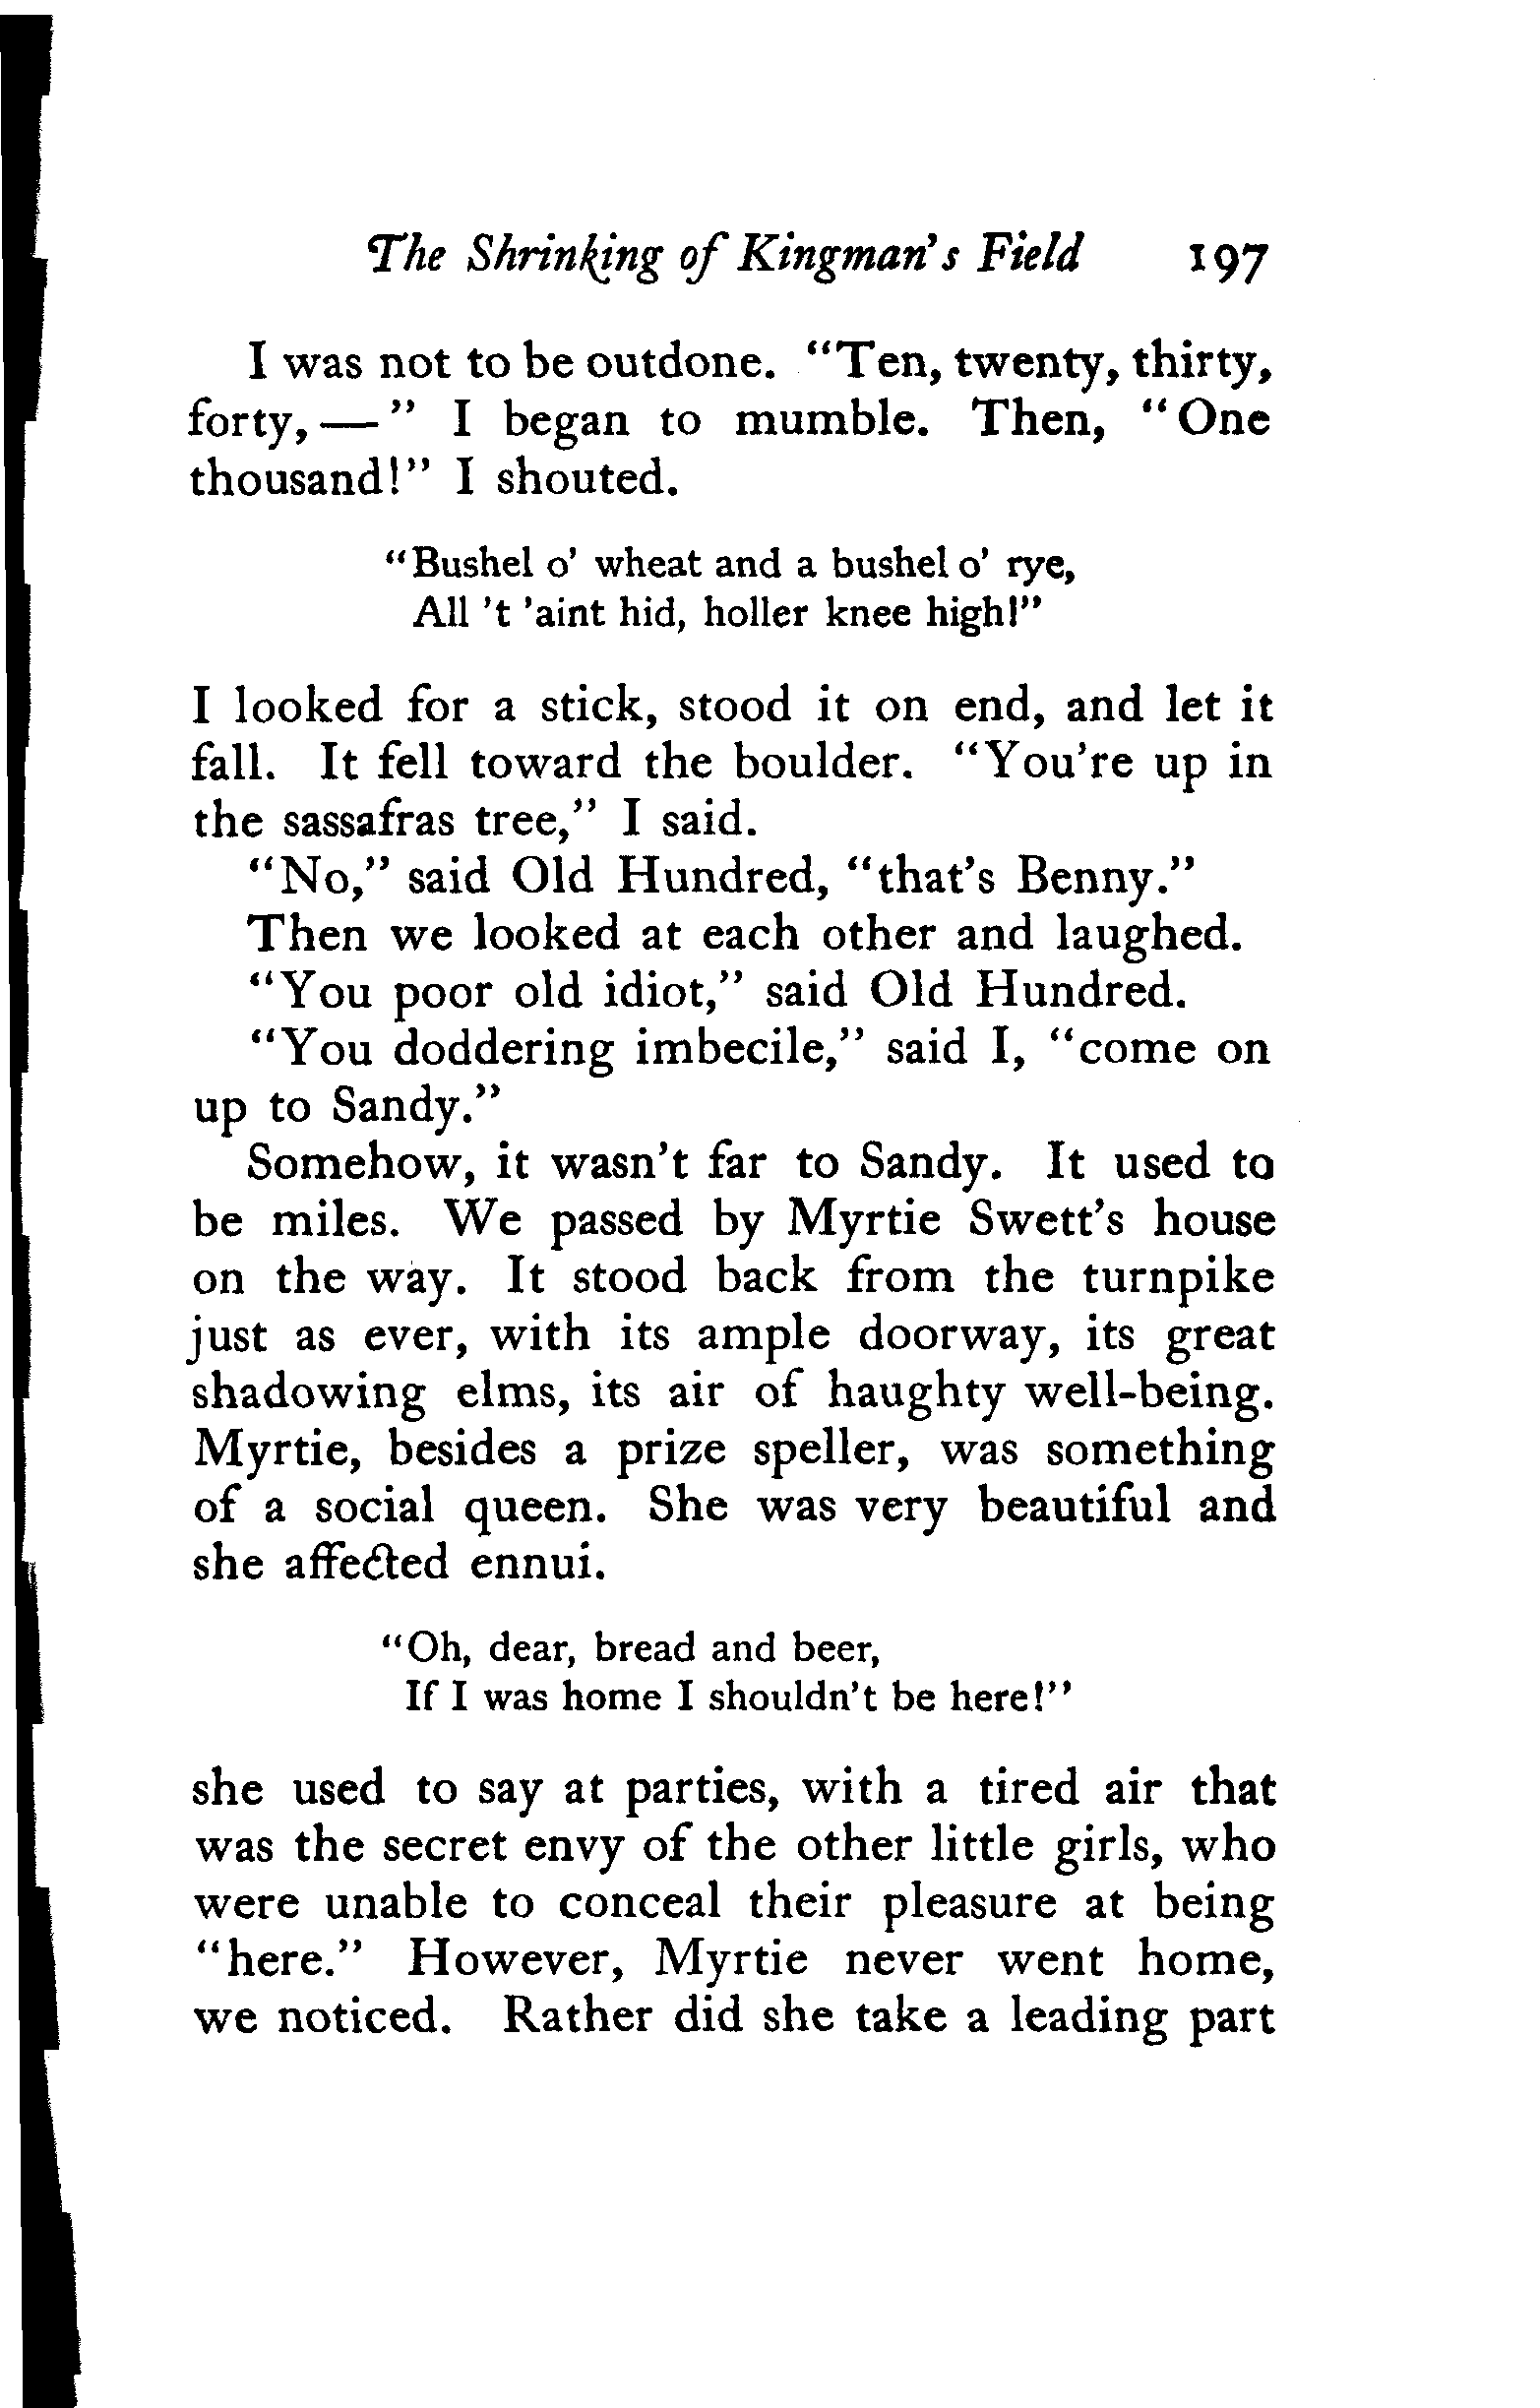 The Shrinking of Kingman's Field 197
I was not to be outdone. "Ten, twenty, thirty,
forty,—" I began to mumble. Then, "One
thousand!" I shouted.
"Bushel o' wheat and a bushel o' rye,
All 't 'aint hid, holler knee high!"
I looked for a stick, stood it on end, and let it
fall. It fell toward the boulder. "You're up in
the sassafras tree," I said.
"No," said Old Hundred, "that's Benny."
Then we looked at each other and laughed.
"You poor old idiot," said Old Hundred.
"You doddering imbecile," said I, "come on
up to Sandy."
Somehow, it wasn't far to Sandy. It used to
be miles. We passed by Myrtie Swett's house
on the way. It stood back from the turnpike
just as ever, with its ample doorway, its great
shadowing elms, its air of haughty well-being.
Myrtie, besides a prize speller, was something
of a social queen. She was very beautiful and
she affected ennui.
"Oh, dear, bread and beer,
If I was home I shouldn't be here!"
she used to say at parties, with a tired air that
was the secret envy of the other little girls, who
were unable to conceal their pleasure at being
"here." However, Myrtie never went home,
we noticed. Rather did she take a leading part